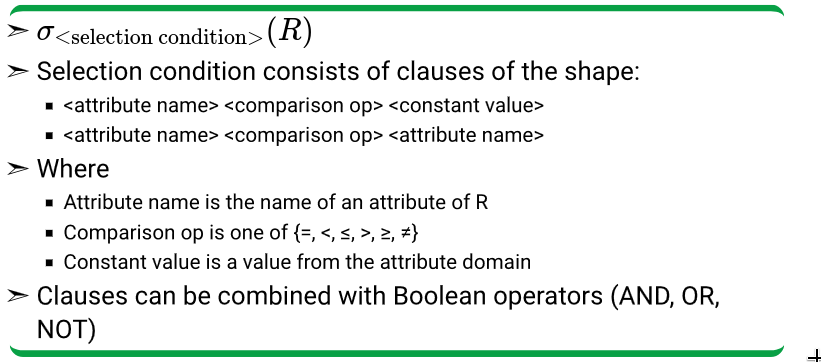 ➣ σ<selection condition>(R)
➣ Selection condition consists of clauses of the shape:
▪ <attribute name> <comparison op> <constant value>
▪ <attribute name> <comparison op> <attribute name>
➣ Where
▪ Attribute name is the name of an attribute of R
▪ Comparison op is one of {=, <, ≤, >, ≥, ≠}
▪ Constant value is a value from the attribute domain
➣ Clauses can be combined with Boolean operators (AND, OR,
NOT)